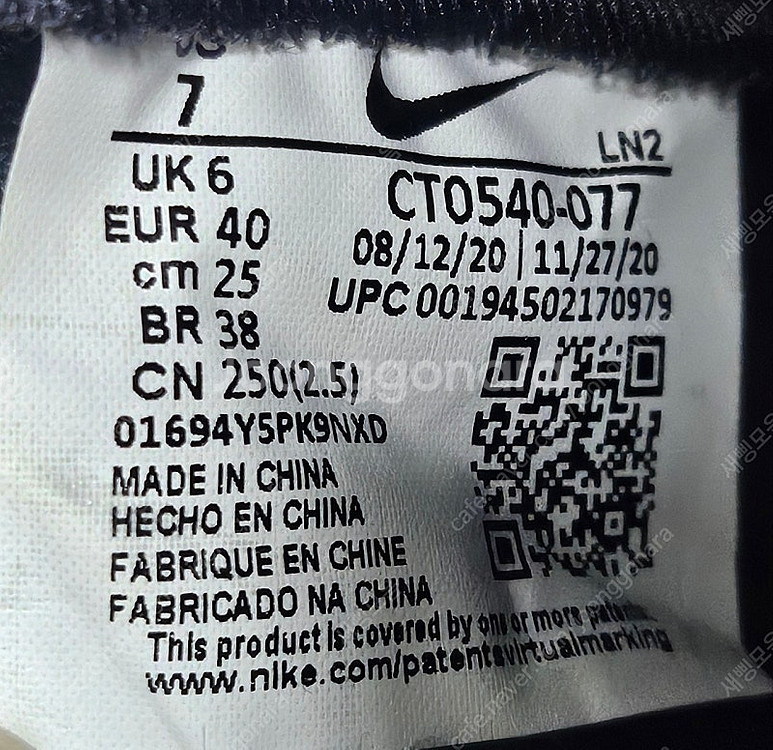 7
LN2
UK 6
EUR 40
cm 25
BR 38
CN 250(2.5)
CT0540-077
08/12/20 | 11/27/20
UPC 00194502170979
01694Y5PK9NXD
MADE IN CHINA
HECHO EN CHINA
FABRIQUE EN CHINE
FABRICADO NA CHINA
This product is covered by one or more patents.
www.nike.com/patentsvirtualmarking